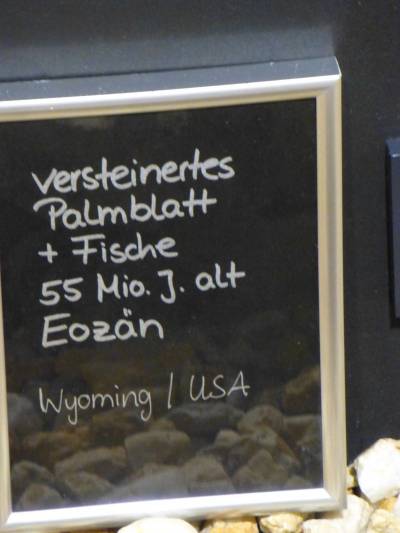 versteinertes
Palmblatt
+ Fische
55 Mio. J. alt
Eozän
Wyoming / USA